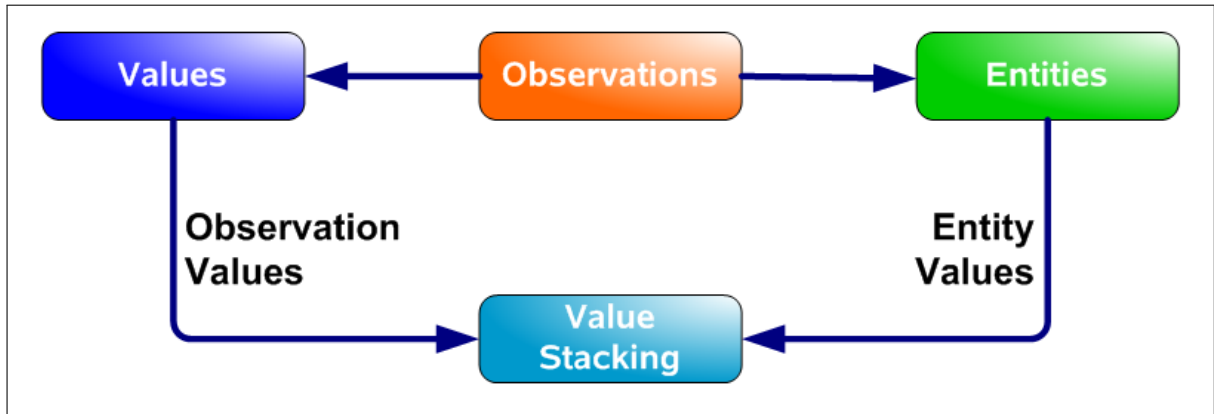 Values
Observations
Entities
Observation
Values
Entity
Values
Value
Stacking